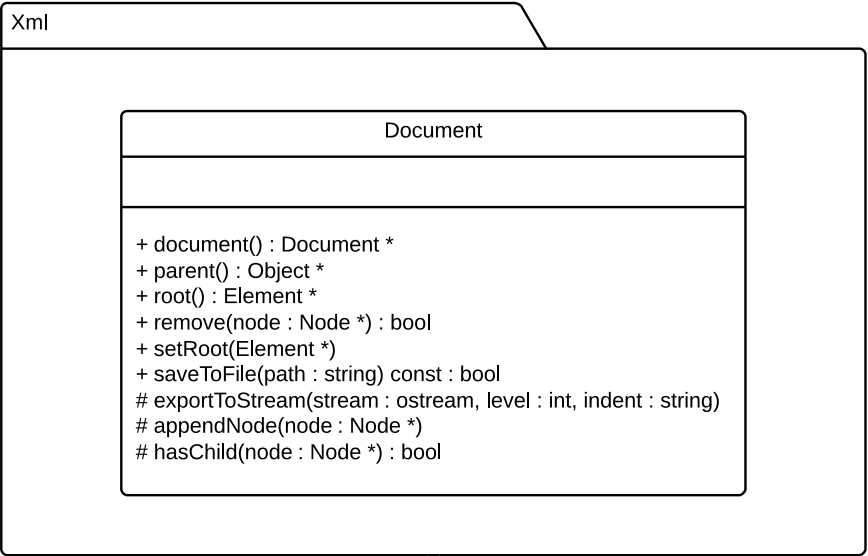 Xml
Document
+ document() : Document *
+ parent() : Object *
+ root() : Element *
+ remove(node : Node *) : bool
+ setRoot(Element *)
+ saveToFile(path : string) const : bool
# exportToStream(stream : ostream, level : int, indent : string)
# appendNode(node : Node *)
# hasChild(node : Node *) : bool